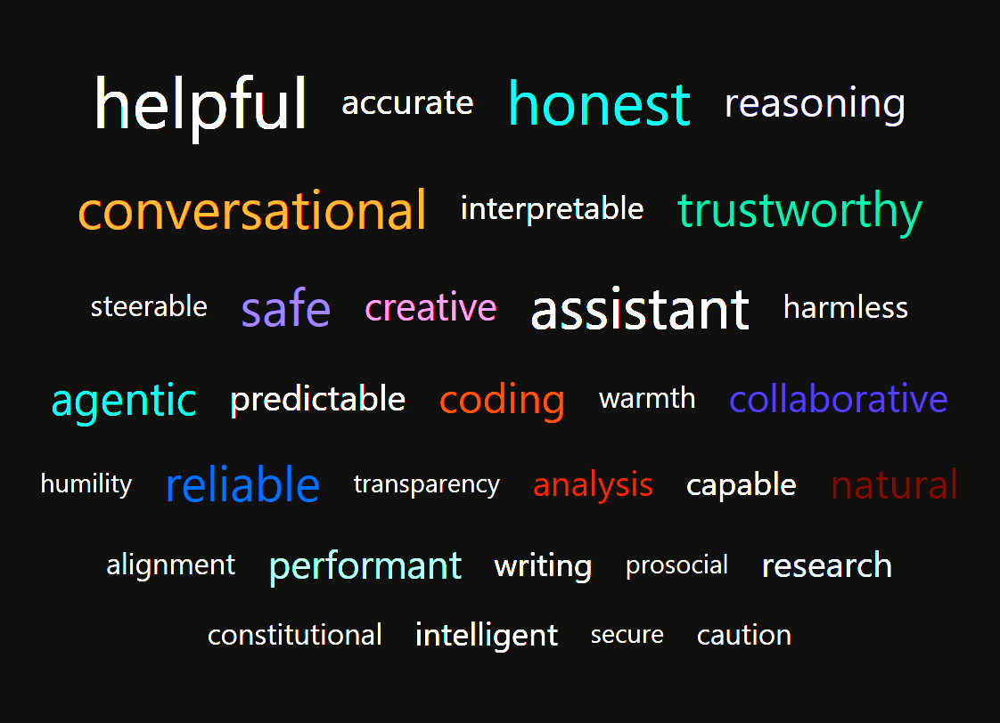 helpful accurate honest reasoning
conversational interpretable trustworthy
steerable safe creative assistant harmless
agentic predictable coding warmth collaborative
humility reliable transparency analysis capable natural
alignment performant writing prosocial research
constitutional intelligent secure caution